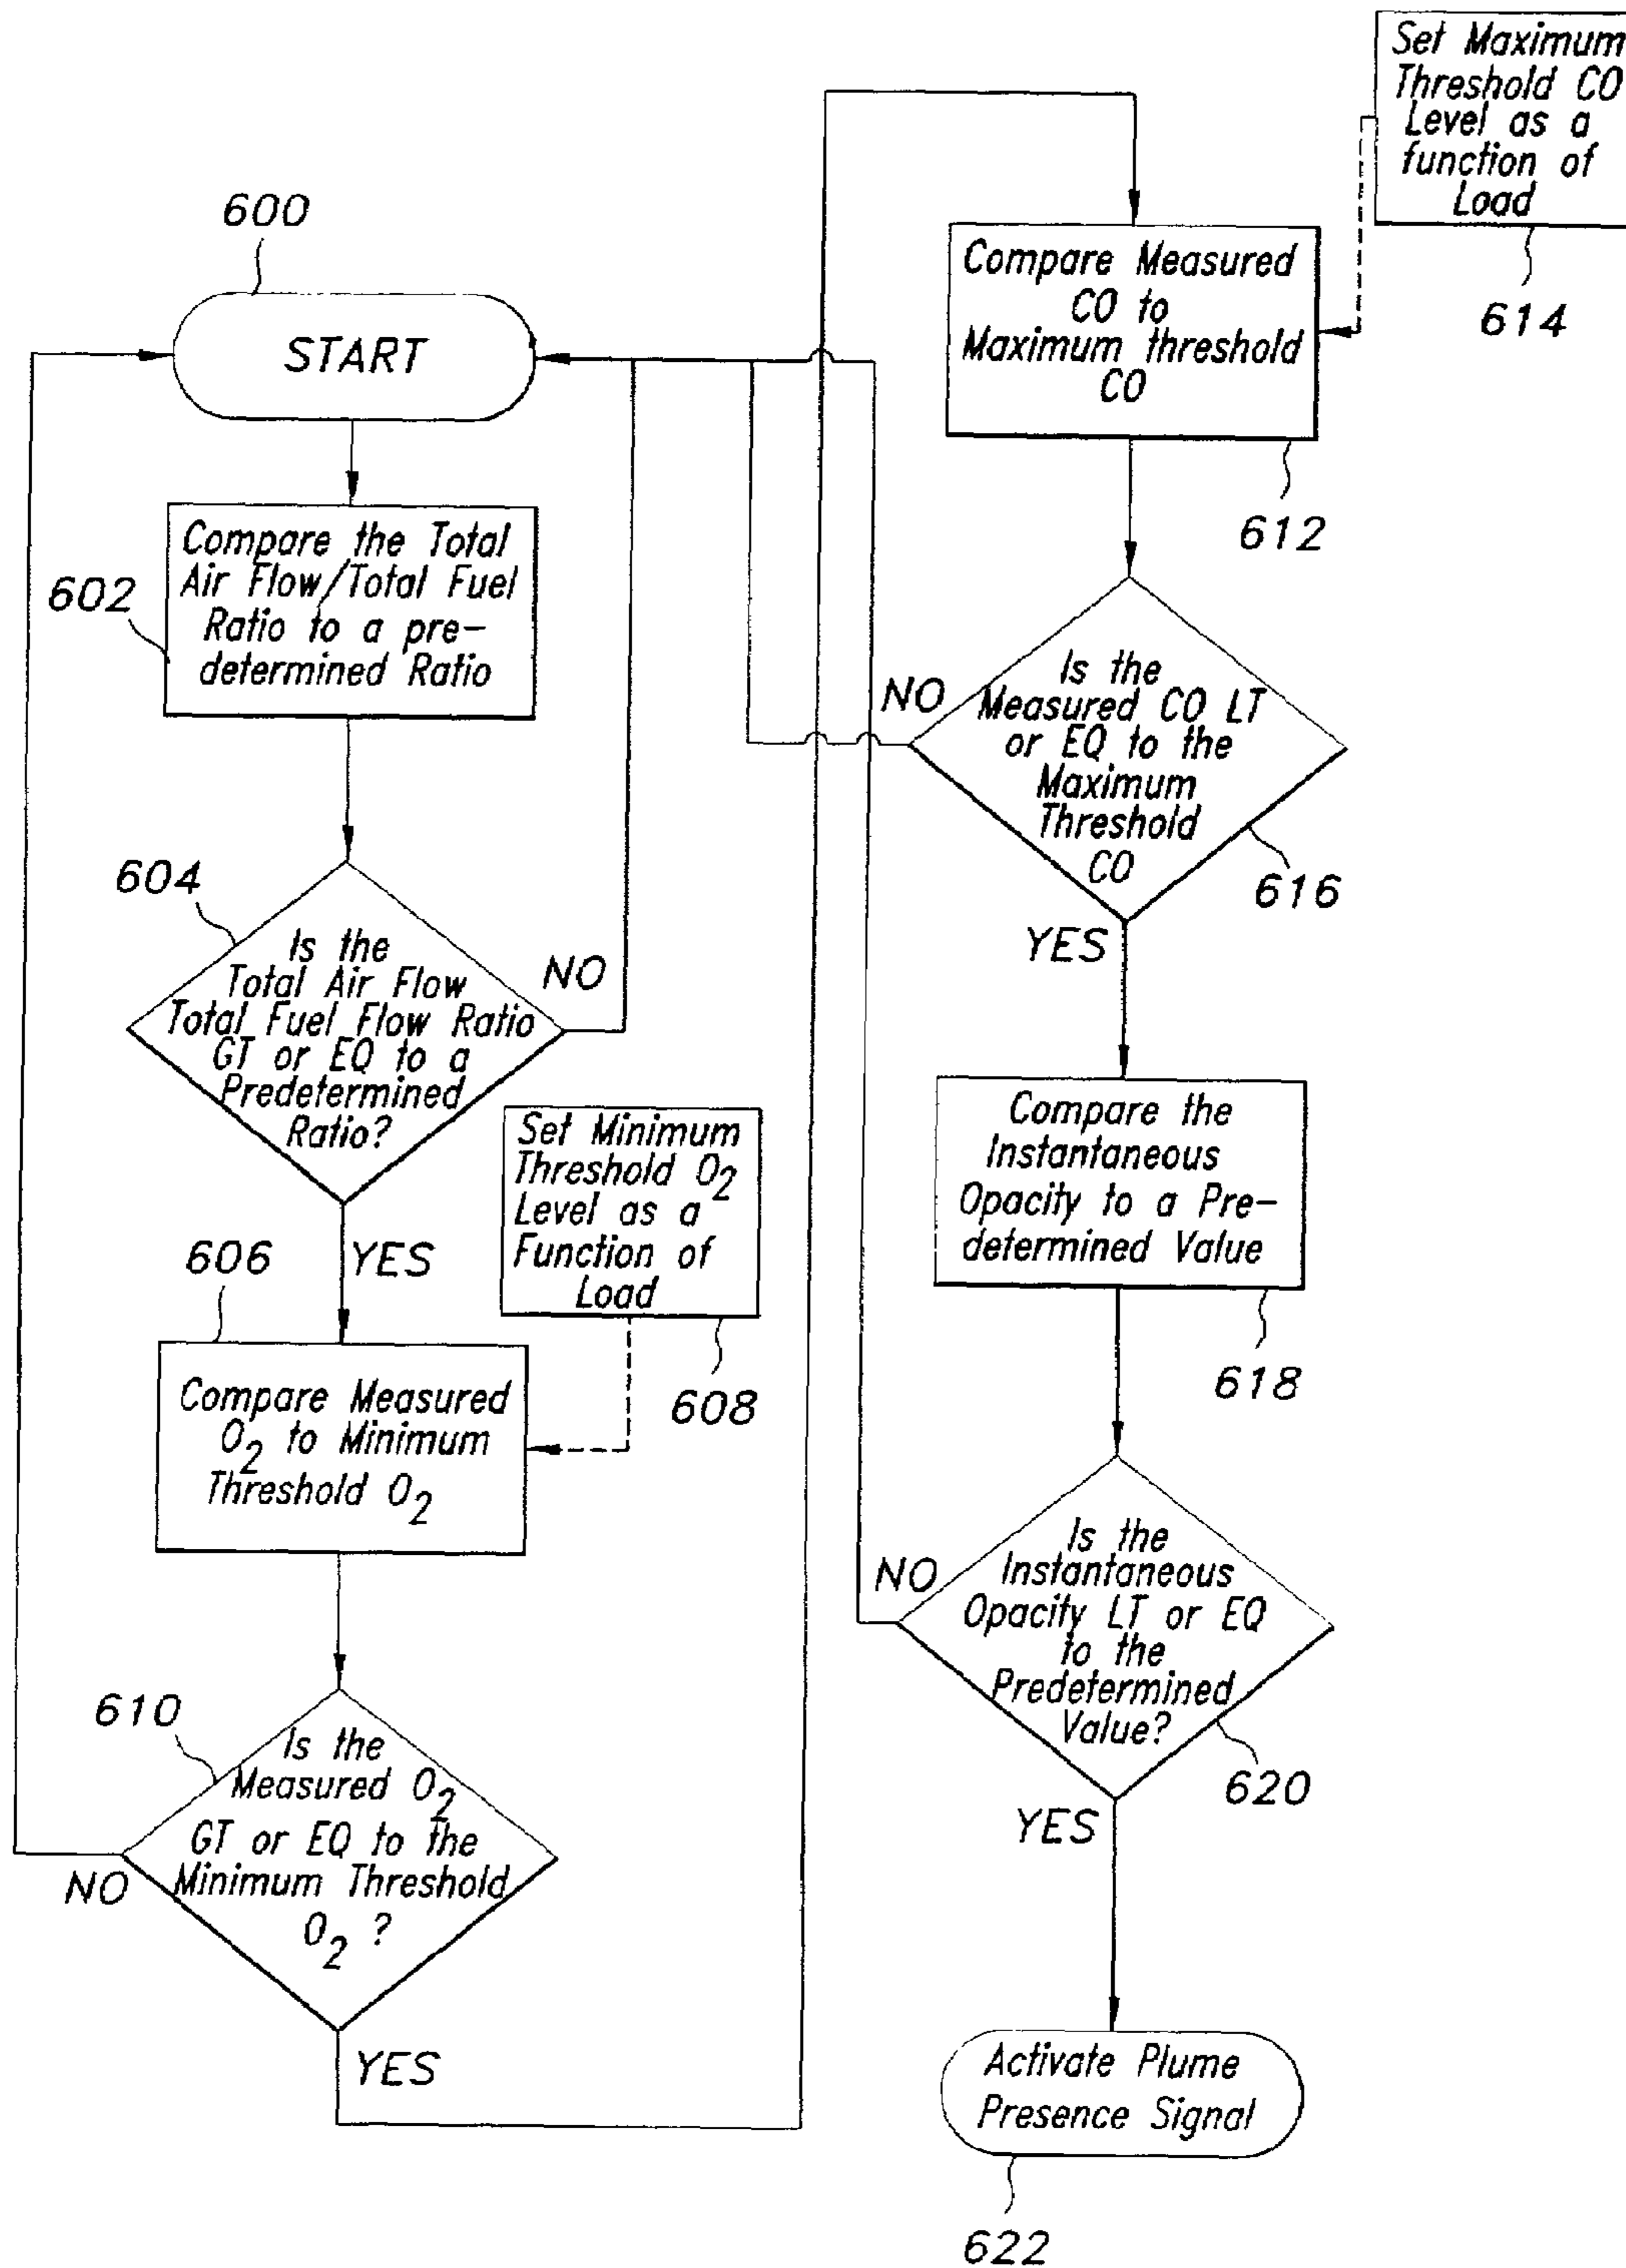 600
START
602
Compare the Total
Air Flow/Total Fuel
Ratio to a pre-
determined Ratio
604
Is the
Total Air Flow
Total Fuel Flow Ratio
GT or EQ to a
Predetermined
Ratio?
NO
YES
606
Set Minimum
Threshold O2
Level as a
Function of
Load
608
Compare Measured
O2 to Minimum
Threshold O2
610
Is the
Measured O2
GT or EQ to the
Minimum Threshold
O2 ?
NO
YES
Set Maximum
Threshold CO
Level as a
function of
Load
614
Compare Measured
CO to
Maximum threshold
CO
612
Is the
Measured CO LT
or EQ to the
Maximum
Threshold
CO
NO
616
YES
Compare the
Instantaneous
Opacity to a Pre-
determined Value
618
Is the
Instantaneous
Opacity LT or EQ
to the
Predetermined
Value?
NO
620
YES
Activate Plume
Presence Signal
622